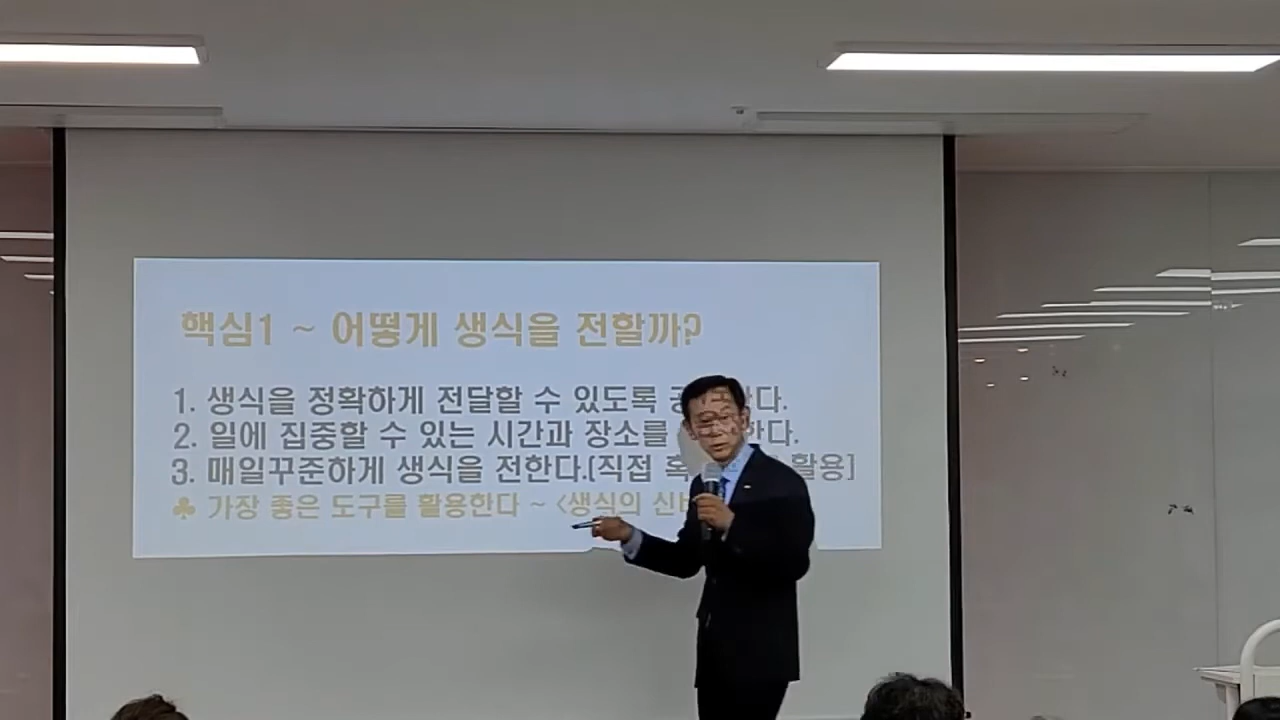 핵심1 ~ 어떻게 생식을 전할까?
1. 생식을 정확하게 전달할 수 있도록
2. 일에 집중할 수 있는 시간과 장소를
3. 매일꾸준하게 생식을 전한다.[직접 활용]
♣ 가장 좋은 도구를 활용한다 ~ <생식의